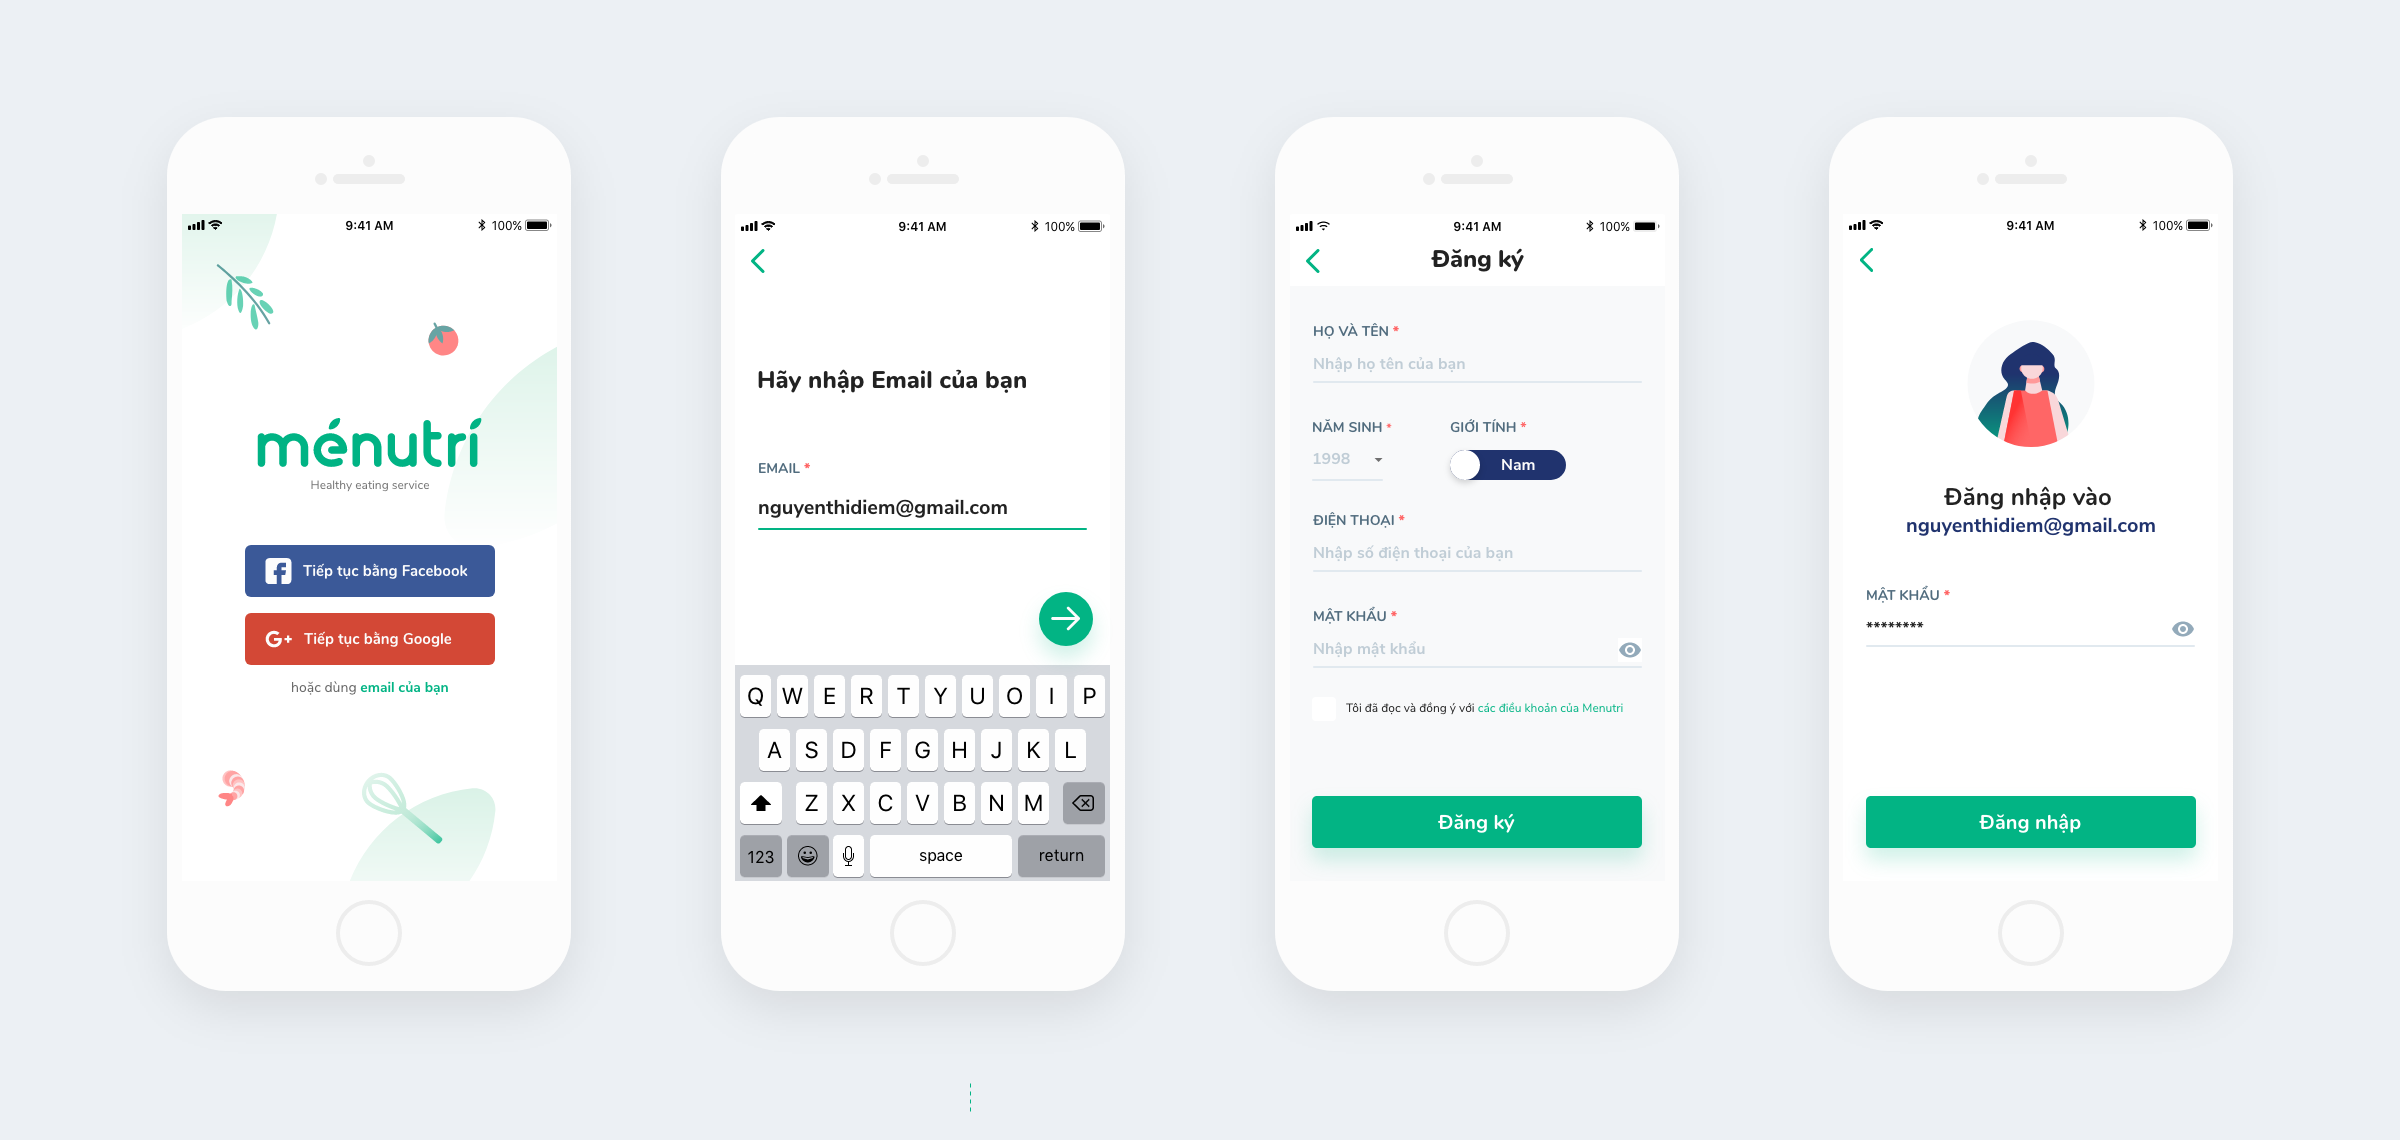 9:41 AM
100%
ménutrí
Healthy eating service
Tiếp tục bằng Facebook
G+ Tiếp tục bằng Google
hoặc dùng email của bạn
9:41 AM
100%
Hãy nhập Email của bạn
EMAIL *
nguyenthidiem@gmail.com
Q W E R T Y U O I P
A S D F G H J K L
Z X C V B N M
123 space return
9:41 AM
100%
Đăng ký
HỌ VÀ TÊN *
Nhập họ tên của bạn
NĂM SINH * GIỚI TÍNH *
1998 Nam
ĐIỆN THOẠI *
Nhập số điện thoại của bạn
MẬT KHẨU *
Nhập mật khẩu
Tôi đã đọc và đồng ý với các điều khoản của Menutri
Đăng ký
9:41 AM
100%
Đăng nhập vào
nguyenthidiem@gmail.com
MẬT KHẨU *
********
Đăng nhập